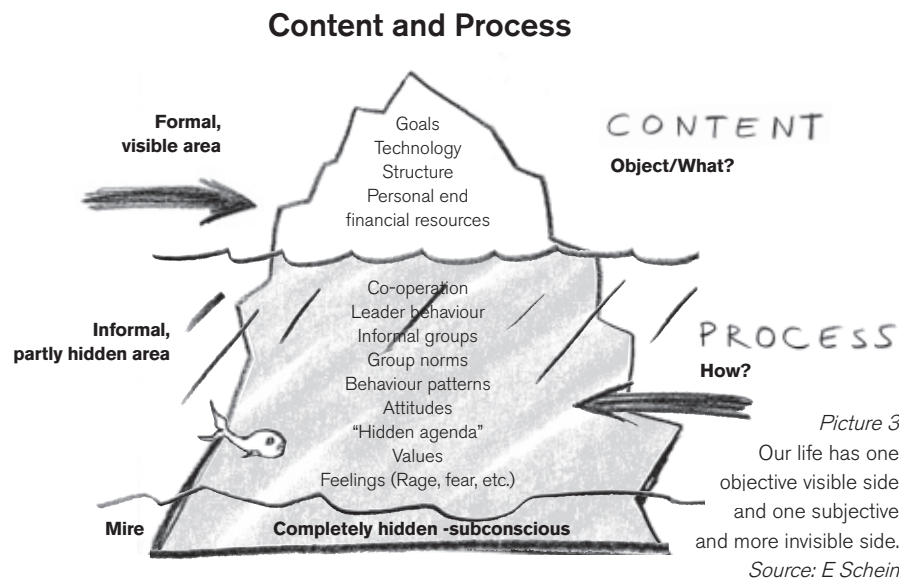 Content and Process
Formal,
visible area
Goals
Technology
Structure
Personal end
financial resources
CONTENT
Object/What?
Informal,
partly hidden area
Co-operation
Leader behaviour
Informal groups
Group norms
Behaviour patterns
Attitudes
“Hidden agenda”
Values
Feelings (Rage, fear, etc.)
PROCESS
How?
Mire
Completely hidden -subconscious
Picture 3
Our life has one
objective visible side
and one subjective
and more invisible side.
Source: E Schein